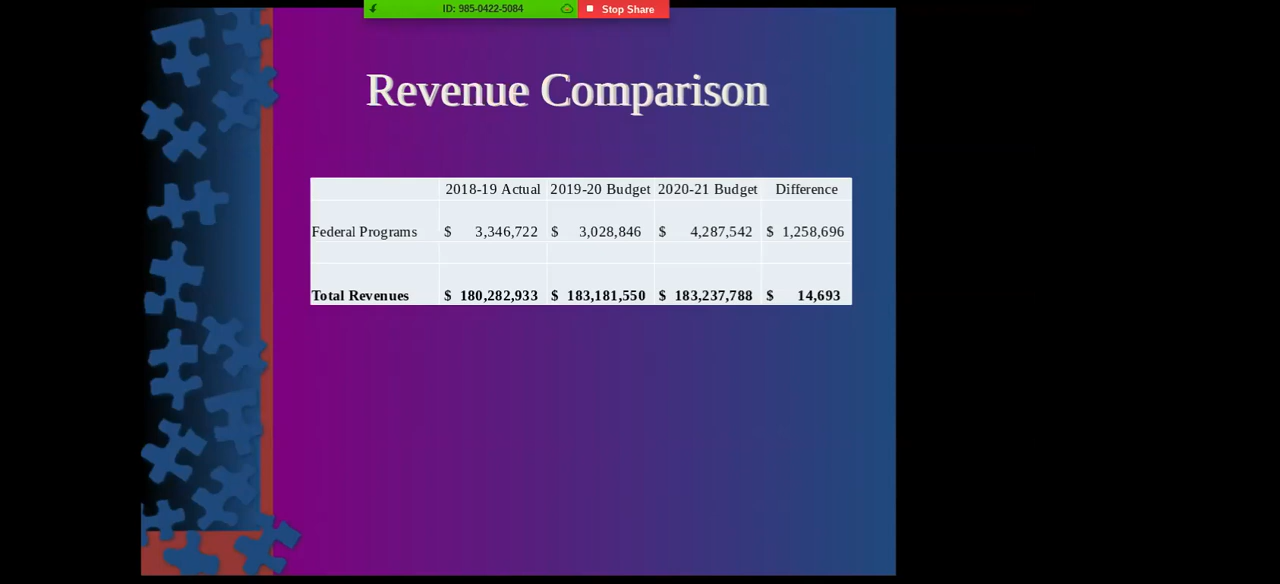 ID: 985-0422-5084 Stop Share
Revenue Comparison
2018-19 Actual 2019-20 Budget 2020-21 Budget Difference
Federal Programs $ 3,346,722 $ 3,028,846 $ 4,287,542 $ 1,258,696
Total Revenues $ 180,282,933 $ 183,181,550 $ 183,237,788 $ 14,693